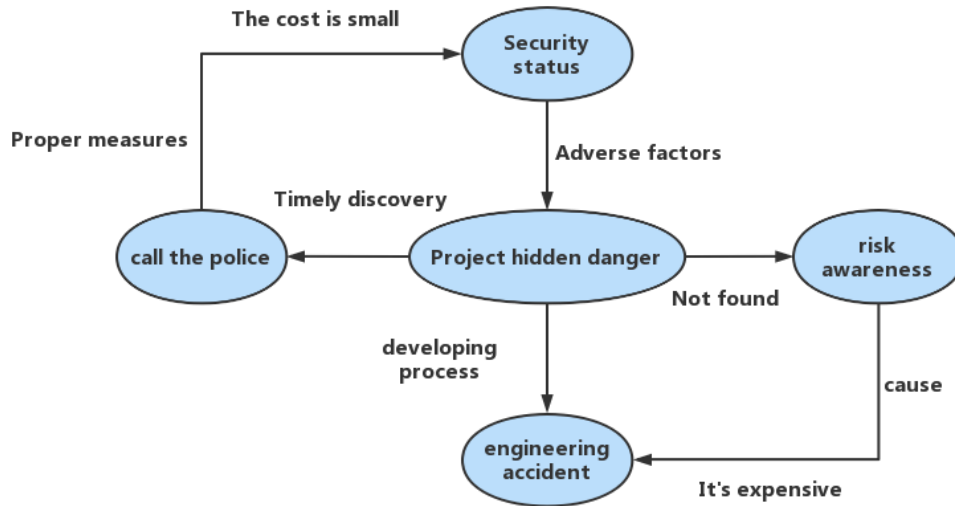 The cost is small
Security
status
Proper measures
Adverse factors
Timely discovery
call the police
Project hidden danger
risk
awareness
Not found
developing
process
cause
engineering
accident
It's expensive